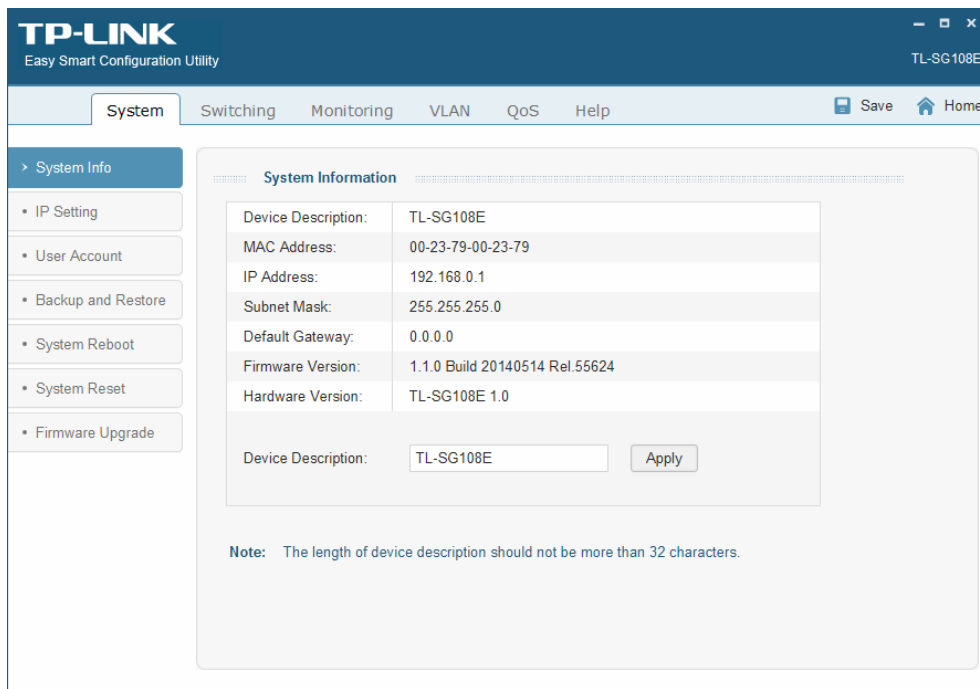 TP-LINK
Easy Smart Configuration Utility
TL-SG108E
System Switching Monitoring VLAN QoS Help Save Home
System Info
IP Setting
User Account
Backup and Restore
System Reboot
System Reset
Firmware Upgrade
System Information
Device Description: TL-SG108E
MAC Address: 00-23-79-00-23-79
IP Address: 192.168.0.1
Subnet Mask: 255.255.255.0
Default Gateway: 0.0.0.0
Firmware Version: 1.1.0 Build 20140514 Rel.55624
Hardware Version: TL-SG108E 1.0
Device Description: TL-SG108E Apply
Note: The length of device description should not be more than 32 characters.